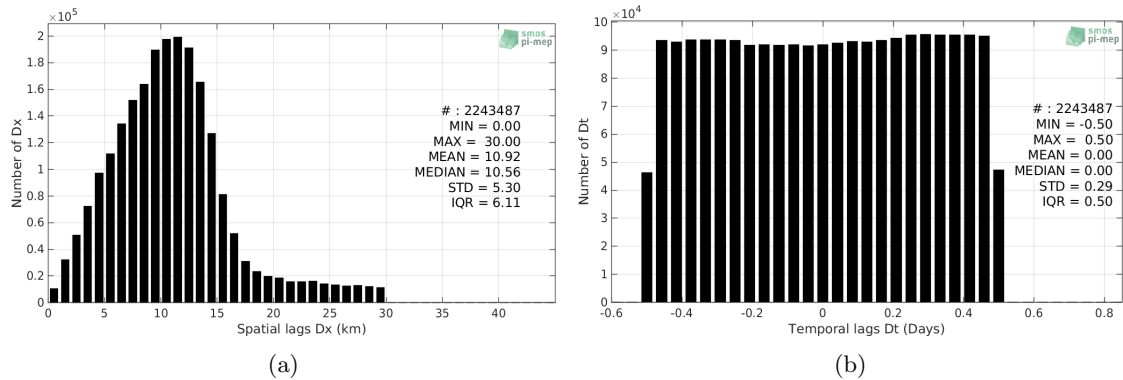 ×10⁵
2
1.8
1.6
1.4
1.2
1
0.8
0.6
0.4
0.2
0
Number of Dx
smos
pi-mep
# : 2243487
MIN = 0.00
MAX = 30.00
MEAN = 10.92
MEDIAN = 10.56
STD = 5.30
IQR = 6.11
0 5 10 15 20 25 30 35 40
Spatial lags Dx (km)
(a)
×10⁴
10
9
8
7
6
5
4
3
2
1
0
Number of Dt
smos
pi-mep
# : 2243487
MIN = -0.50
MAX = 0.50
MEAN = 0.00
MEDIAN = 0.00
STD = 0.29
IQR = 0.50
-0.6 -0.4 -0.2 0 0.2 0.4 0.6 0.8
Temporal lags Dt (Days)
(b)